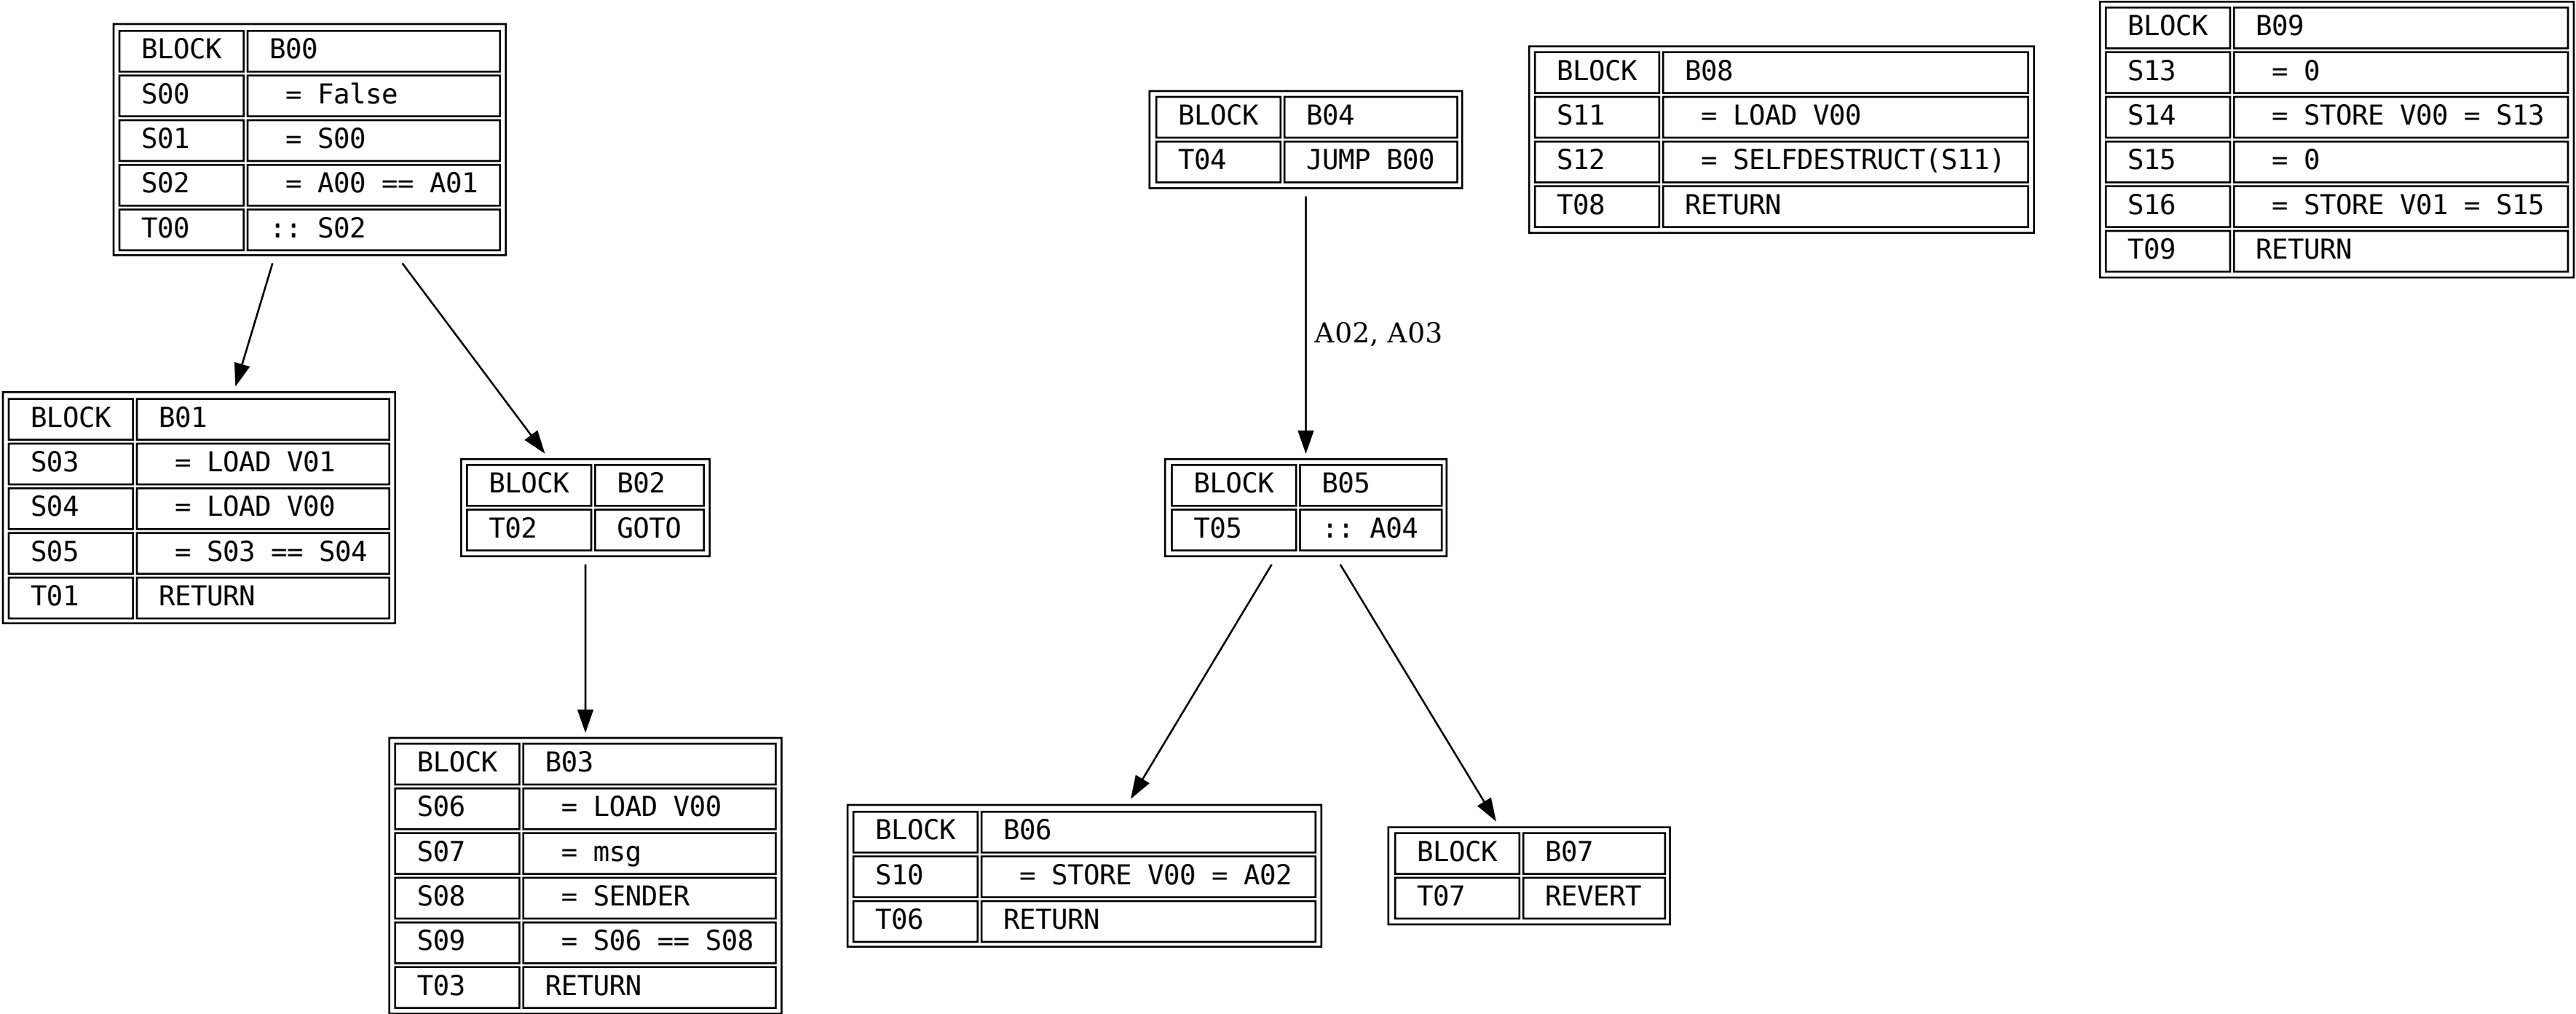 BLOCK B00
S00 = False
S01 = S00
S02 = A00 == A01
T00 :: S02
BLOCK B01
S03 = LOAD V01
S04 = LOAD V00
S05 = S03 == S04
T01 RETURN
BLOCK B02
T02 GOTO
BLOCK B03
S06 = LOAD V00
S07 = msg
S08 = SENDER
S09 = S06 == S08
T03 RETURN
BLOCK B04
T04 JUMP B00
A02, A03
BLOCK B05
T05 :: A04
BLOCK B06
S10 = STORE V00 = A02
T06 RETURN
BLOCK B07
T07 REVERT
BLOCK B08
S11 = LOAD V00
S12 = SELFDESTRUCT(S11)
T08 RETURN
BLOCK B09
S13 = 0
S14 = STORE V00 = S13
S15 = 0
S16 = STORE V01 = S15
T09 RETURN